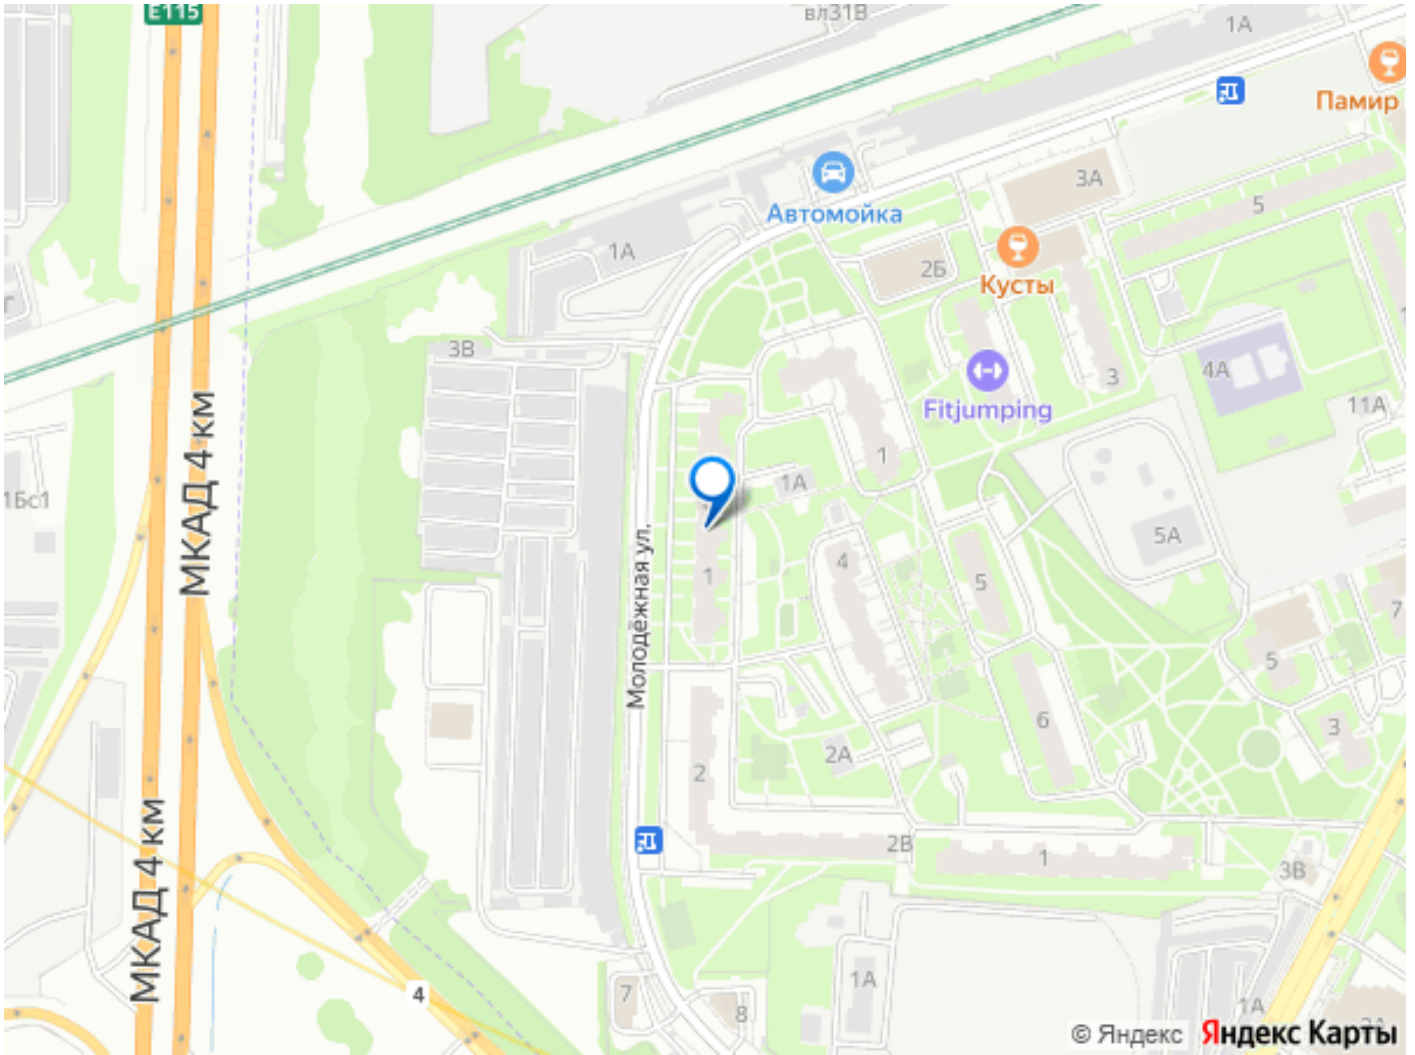 E115
вл31В
1А
Памир
3А
Автомойка
5
1А
2Б
Кусты
3В
4А
3
11А
Fitjumping
МКАД 4 км
1
1А
1Бс1
5А
Молодёжная ул.
1
4
5
7
5
6
3
2А
2
2В
1
3В
МКАД 4 км
4
7
8
1А
1А
© Яндекс
Яндекс Карты